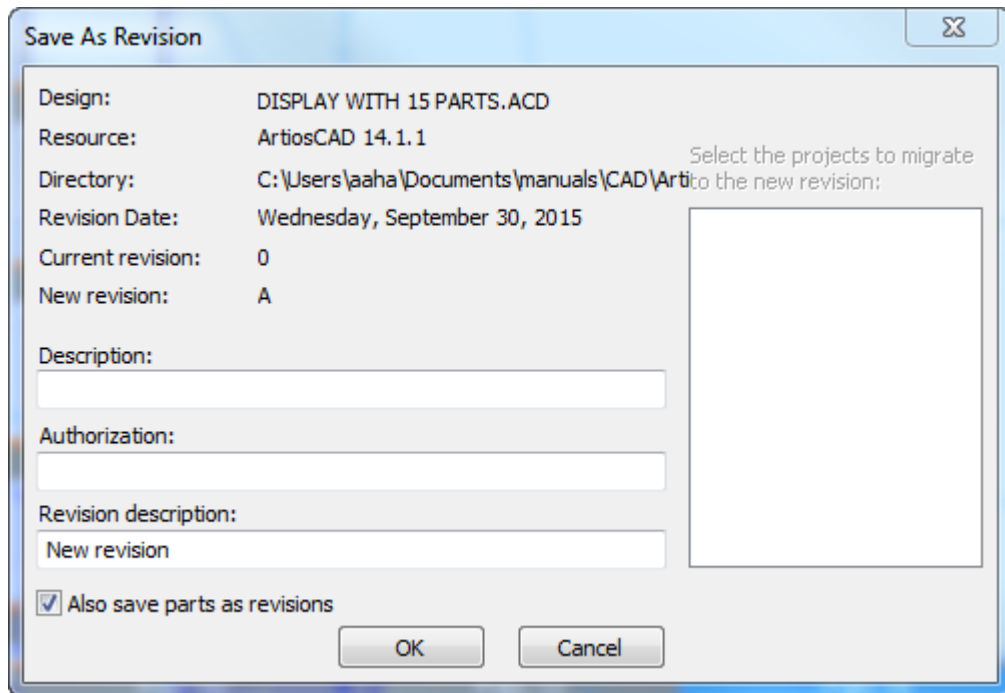 Save As Revision
Design: DISPLAY WITH 15 PARTS.ACD
Resource: ArtiosCAD 14.1.1
Directory: C:\Users\aaha\Documents\manuals\CAD\Arti
Revision Date: Wednesday, September 30, 2015
Current revision: 0
New revision: A
Description:
Authorization:
Revision description:
New revision
Also save parts as revisions
Select the projects to migrate
to the new revision:
OK Cancel